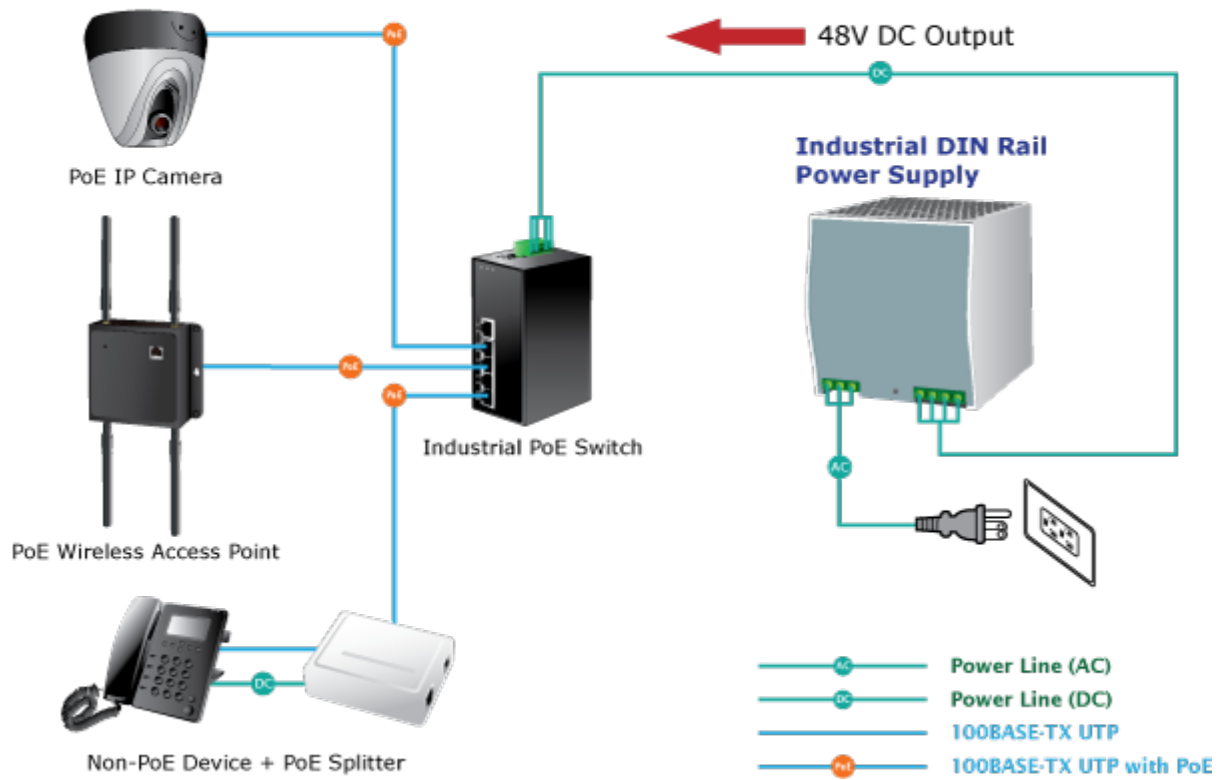 PoE
48V DC Output
DC
PoE IP Camera
Industrial DIN Rail
Power Supply
PoE
PoE
Industrial PoE Switch
AC
PoE Wireless Access Point
DC
Non-PoE Device + PoE Splitter
AC Power Line (AC)
DC Power Line (DC)
100BASE-TX UTP
PoE 100BASE-TX UTP with PoE